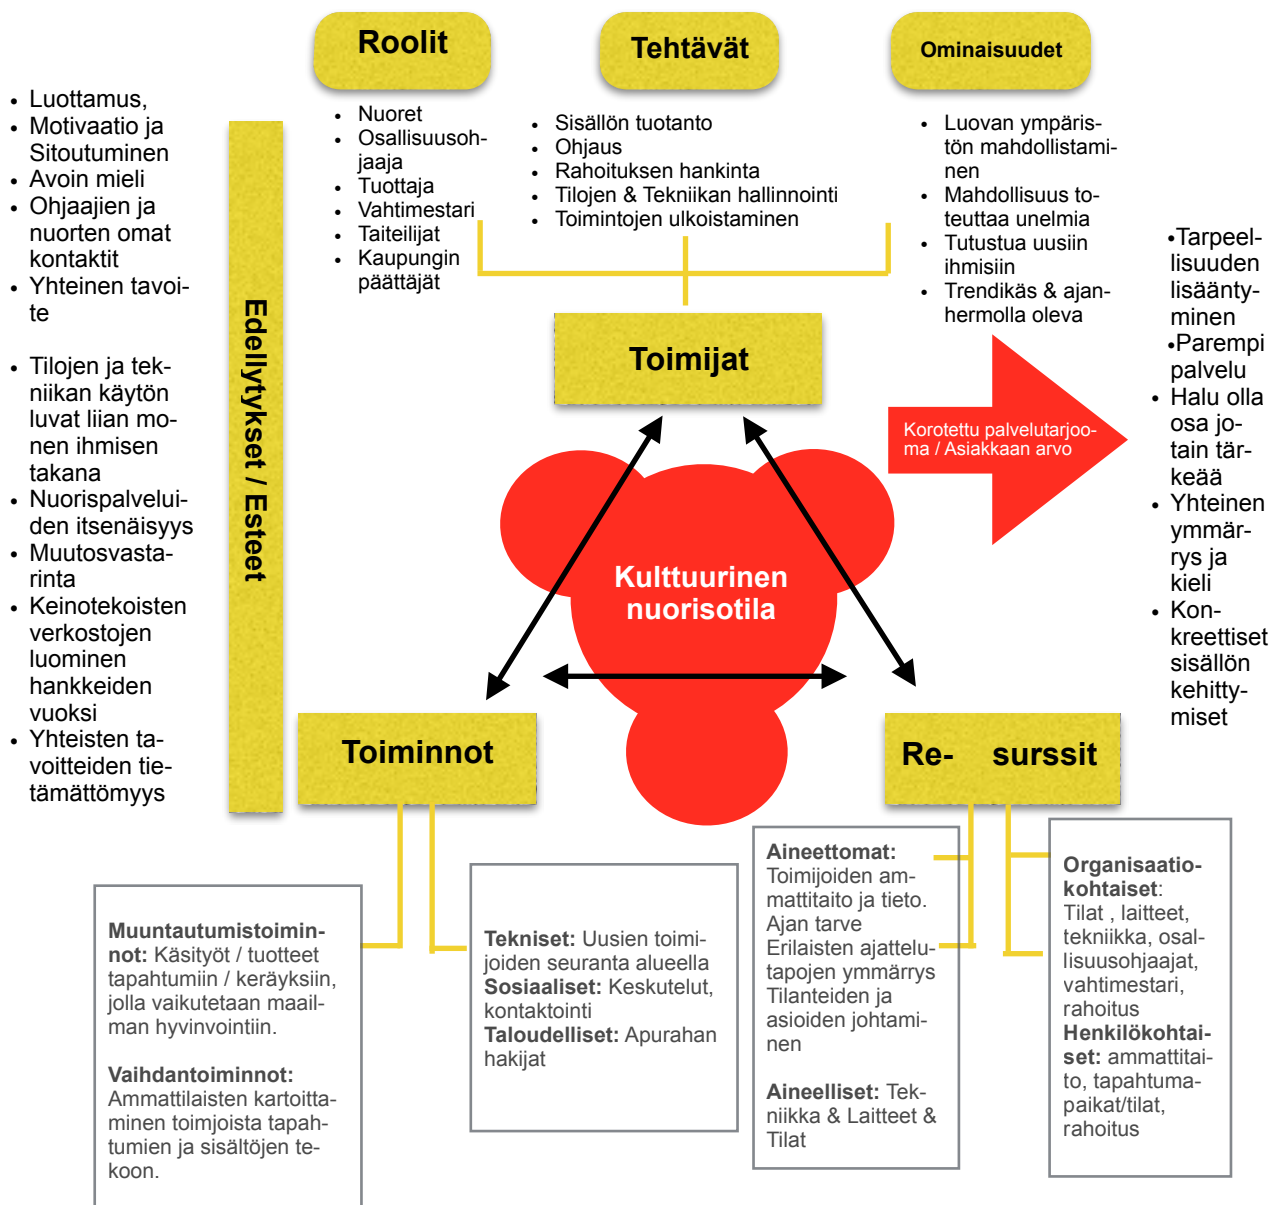 Roolit
Tehtävät
Ominaisuudet
• Luottamus,
• Motivaatio ja
Sitoutuminen
• Avoin mieli
• Ohjaajien ja
nuorten omat
kontaktit
• Yhteinen tavoi-
te
• Tilojen ja tek-
niikan käytön
luvat liian mo-
nen ihmisen
takana
• Nuorispalvelui-
den itsenäisyys
• Muutosvasta-
rinta
• Keinotekoisten
verkostojen
luominen
hankkeiden
vuoksi
• Yhteisten ta-
voitteiden tie-
tämättömyys
Edellytykset / Esteet
• Nuoret
• Osallisuusoh-
jaaja
• Tuottaja
• Vahtimestari
• Taiteilijat
• Kaupungin
päättäjät
• Sisällön tuotanto
• Ohjaus
• Rahoituksen hankinta
• Tilojen & Tekniikan hallinnointi
• Toimintojen ulkoistaminen
• Luovan ympäris-
tön mahdollistami-
nen
• Mahdollisuus to-
teuttaa unelmia
• Tutustua uusiin
ihmisiin
• Trendikäs & ajan-
hermolla oleva
Toimijat
Korotettu palvelutarjoo-
ma / Asiakkaan arvo
•Tarpeel-
lisuuden
lisäänty-
minen
•Parempi
palvelu
• Halu olla
osa jo-
tain tär-
keää
• Yhteinen
ymmär-
rys ja
kieli
• Kon-
kreettiset
sisällön
kehitty-
miset
Kulttuurinen
nuorisotila
Toiminnot
Re- surssit
Muuntautumistoimin-
not: Käsityöt / tuotteet
tapahtumiin / keräyksiin,
jolla vaikutetaan maail-
man hyvinvointiin.
Vaihdantoiminnot:
Ammattilaisten kartoitta-
minen toimjoista tapah-
tumien ja sisältöjen te-
koon.
Tekniset: Uusien toimi-
joiden seuranta alueella
Sosiaaliset: Keskutelut,
kontaktointi
Taloudelliset: Apurahan
hakijat
Aineettomat:
Toimijoiden am-
mattitaito ja tieto.
Ajan tarve
Erilaisten ajattelu-
tapojen ymmärrys
Tilanteiden ja
asioiden johtami-
nen
Aineelliset: Tek-
niikka & Laitteet &
Tilat
Organisaatio-
kohtaiset:
Tilat , laitteet,
tekniikka, osal-
lisuusohjaajat,
vahtimestari,
rahoitus
Henkilökohtai-
set: ammattitai-
to, tapahtuma-
paikat/tilat,
rahoitus